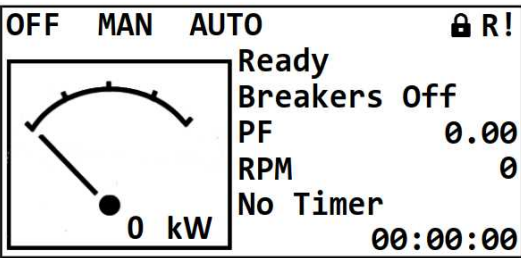 OFF MAN AUTO R!
Ready
Breakers Off
PF 0.00
RPM 0
No Timer
0 kW
00:00:00